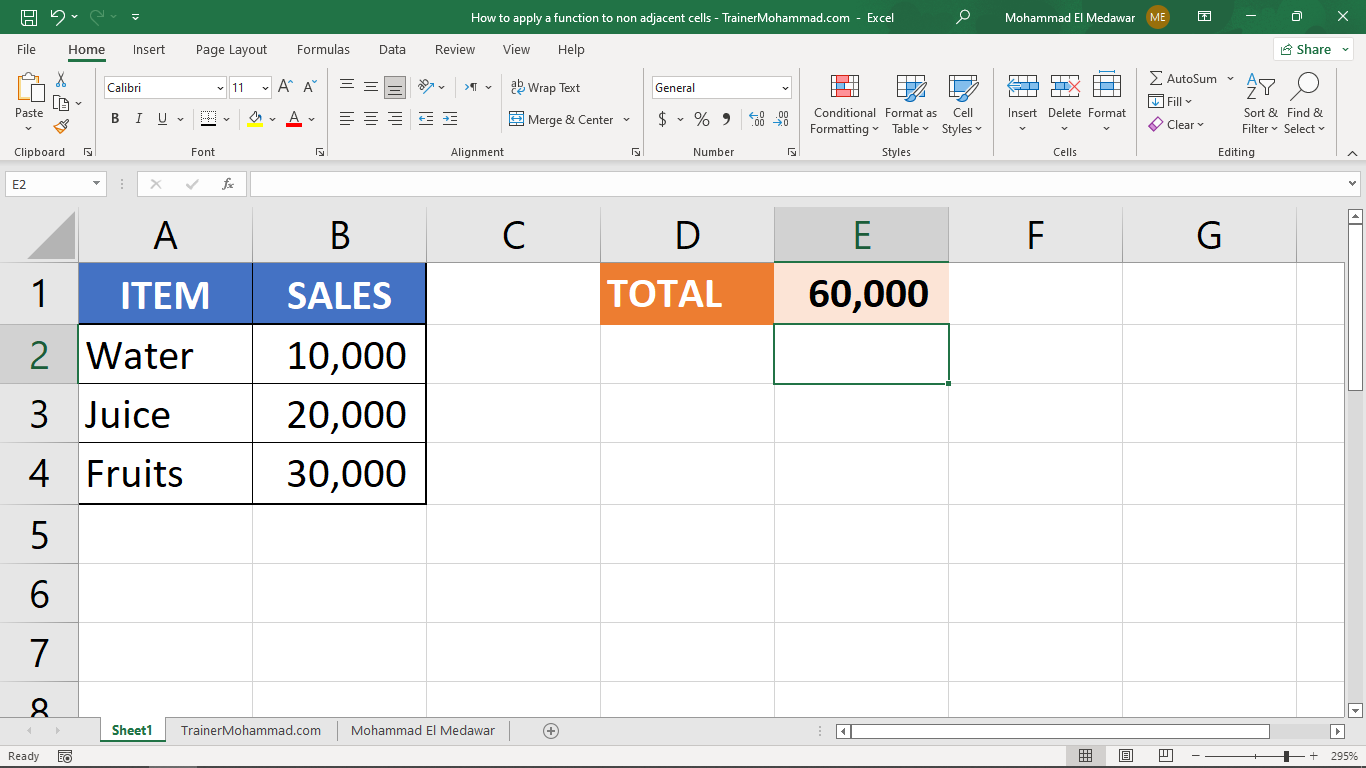 How to apply a function to non adjacent cells - TrainerMohammad.com - Excel
Mohammad El Medawar ME
File Home Insert Page Layout Formulas Data Review View Help Share
Paste
Clipboard
Calibri 11
B I U A
Font
ab Wrap Text
Merge & Center
Alignment
General
$ %
Number
Conditional Formatting
Format as Table
Cell Styles
Styles
Insert Delete Format
Cells
AutoSum
Fill
Clear
Sort & Filter
Find & Select
Editing
E2 fx
A B C D E F G
1 ITEM SALES TOTAL 60,000
2 Water 10,000
3 Juice 20,000
4 Fruits 30,000
5
6
7
8
Sheet1 TrainerMohammad.com Mohammad El Medawar
Ready 295%